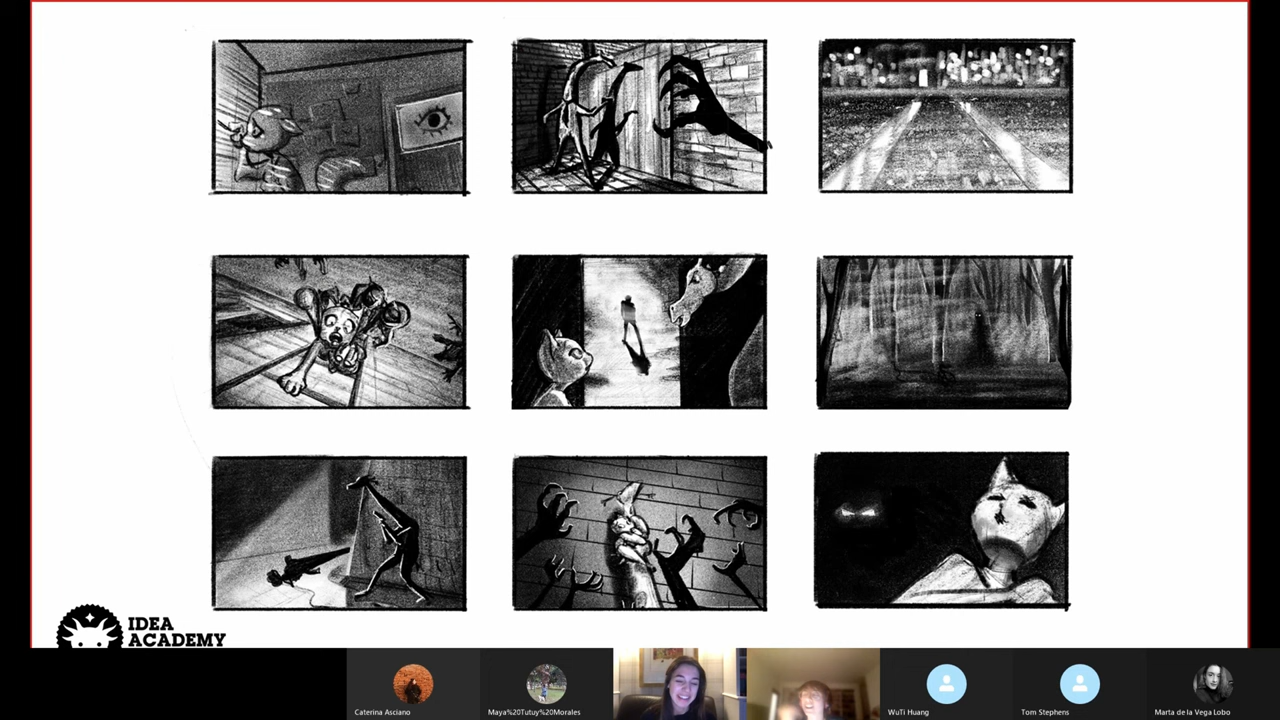 IDEA
ACADEMY
Caterina Asciano
Maya%20Tutuy%20Morales
WuTi Huang
Tom Stephens
Marta de la Vega Lobo